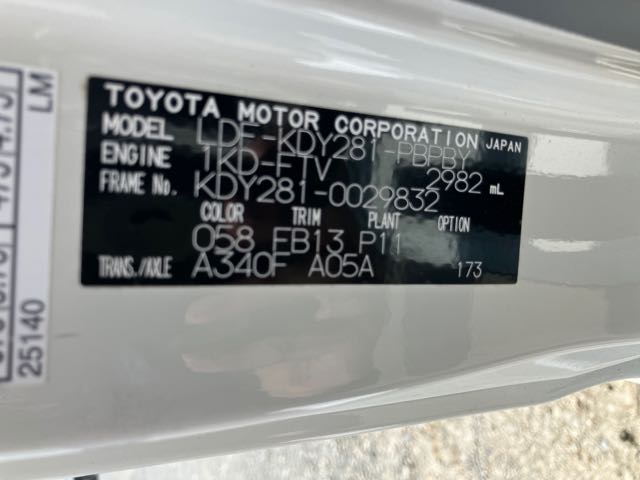 TOYOTA MOTOR CORPORATION JAPAN
MODEL LDF-KDY281-PBPBY
ENGINE 1KD-FTV 2982 mL
FRAME NO. KDY281-0029832
COLOR TRIM PLANT OPTION
058 FB13 P11
TRANS./AXLE A340F A05A 173
LM
25140